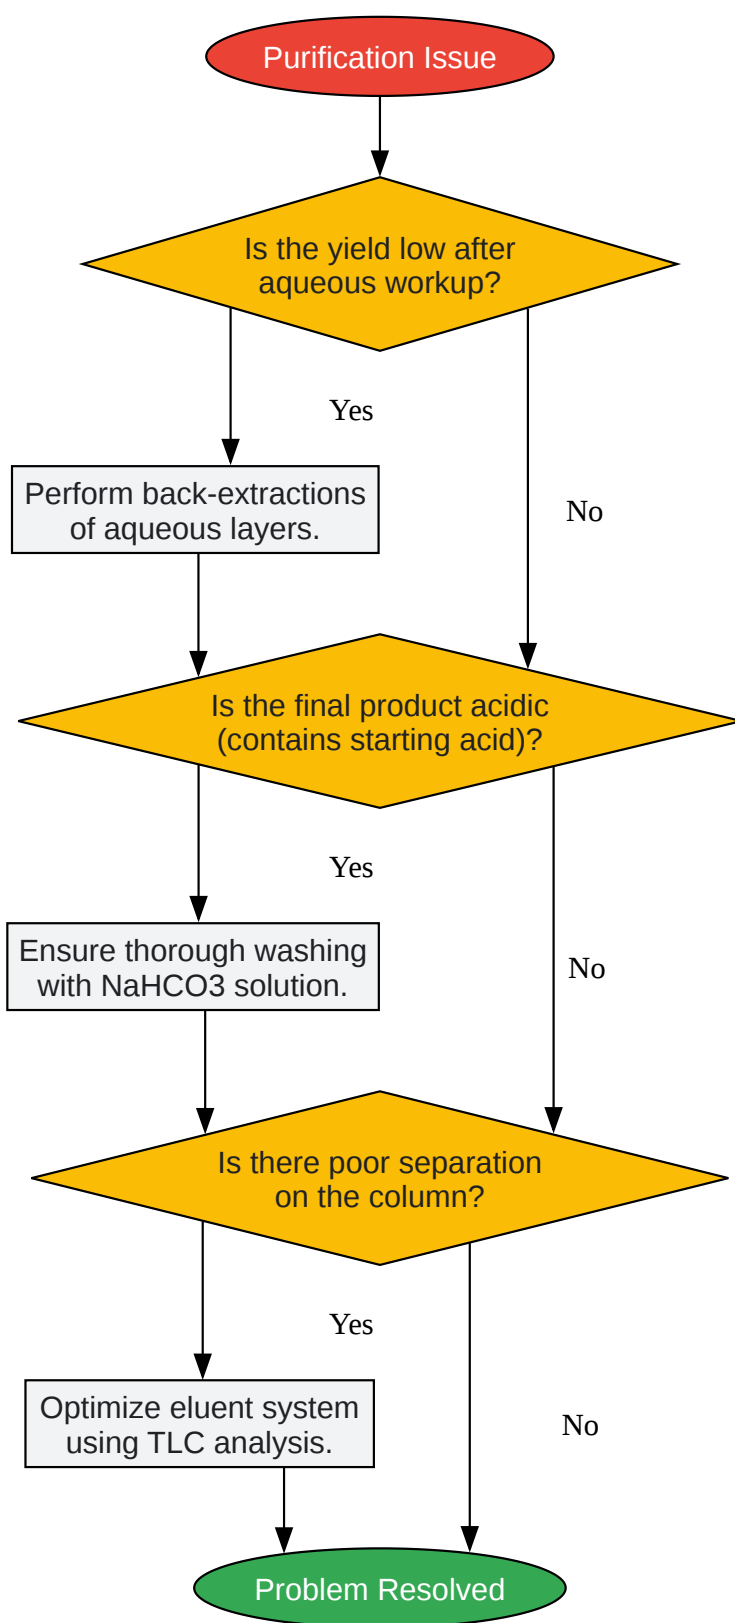 Purification Issue
Is the yield low after
aqueous workup?
Yes
Perform back-extractions
of aqueous layers.
No
Is the final product acidic
(contains starting acid)?
Yes
Ensure thorough washing
with NaHCO3 solution.
No
Is there poor separation
on the column?
Yes
Optimize eluent system
using TLC analysis.
No
Problem Resolved